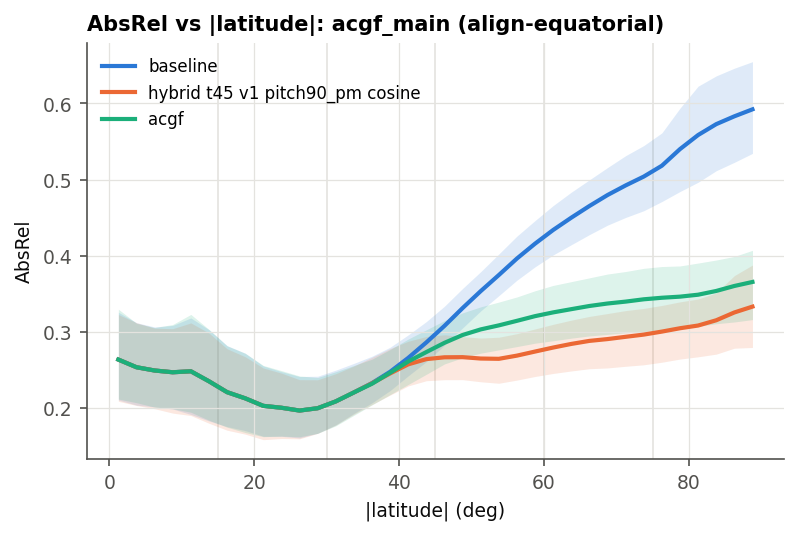 AbsRel vs |latitude|: acgf_main (align-equatorial)
baseline
hybrid t45 v1 pitch90_pm cosine
acgf
AbsRel
0.6
0.5
0.4
0.3
0.2
0 20 40 60 80
|latitude| (deg)